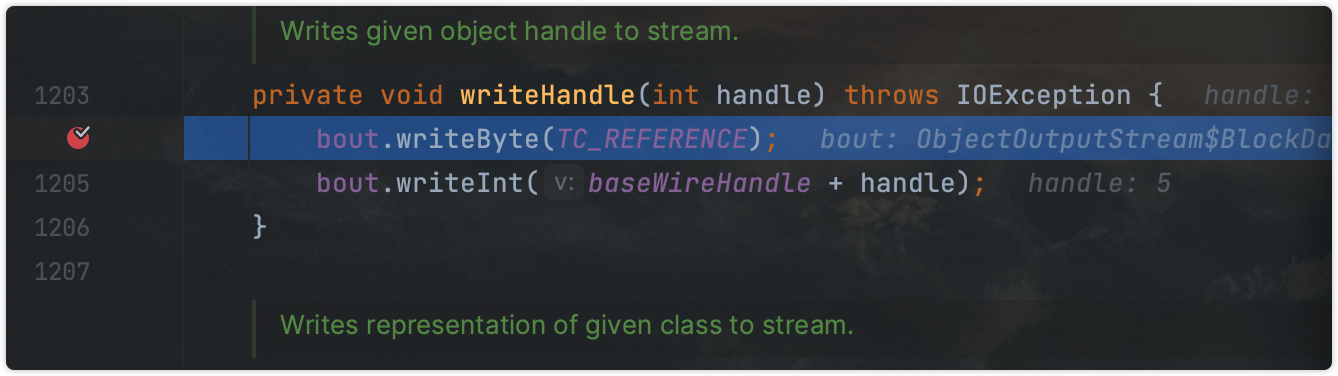 Writes given object handle to stream.
1203 private void writeHandle(int handle) throws IOException { handle:
bout.writeByte(TC_REFERENCE); bout: ObjectOutputStream$BlockDa
1205 bout.writeInt( v: baseWireHandle + handle); handle: 5
1206 }
1207
Writes representation of given class to stream.